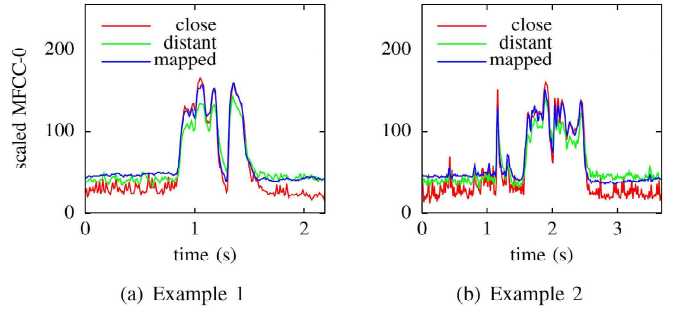 close
distant
mapped
200
100
0
scaled MFCC-0
0
1
2
time (s)
(a) Example 1
close
distant
mapped
200
100
0
0
1
2
3
time (s)
(b) Example 2